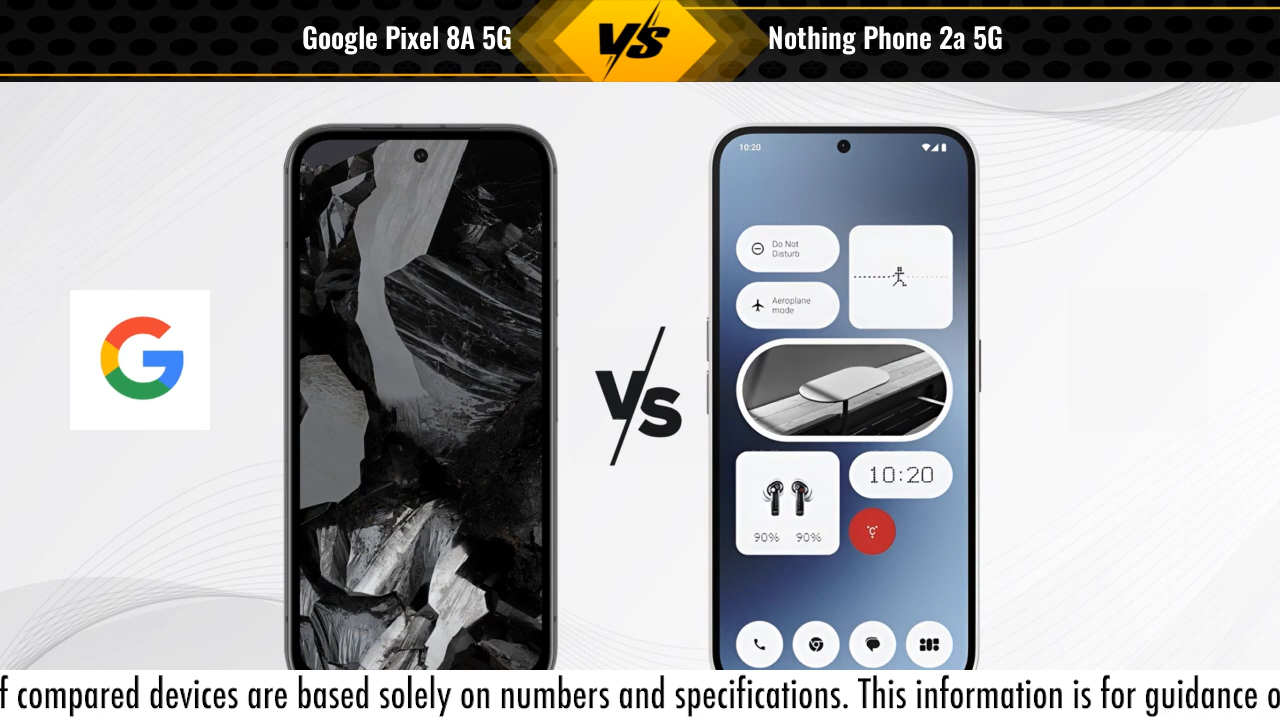 Google Pixel 8A 5G
VS
Nothing Phone 2a 5G
10:20
Do Not
Disturb
Aeroplane
mode
VS
10:20
90% 90%
°C
f compared devices are based solely on numbers and specifications. This information is for guidance o